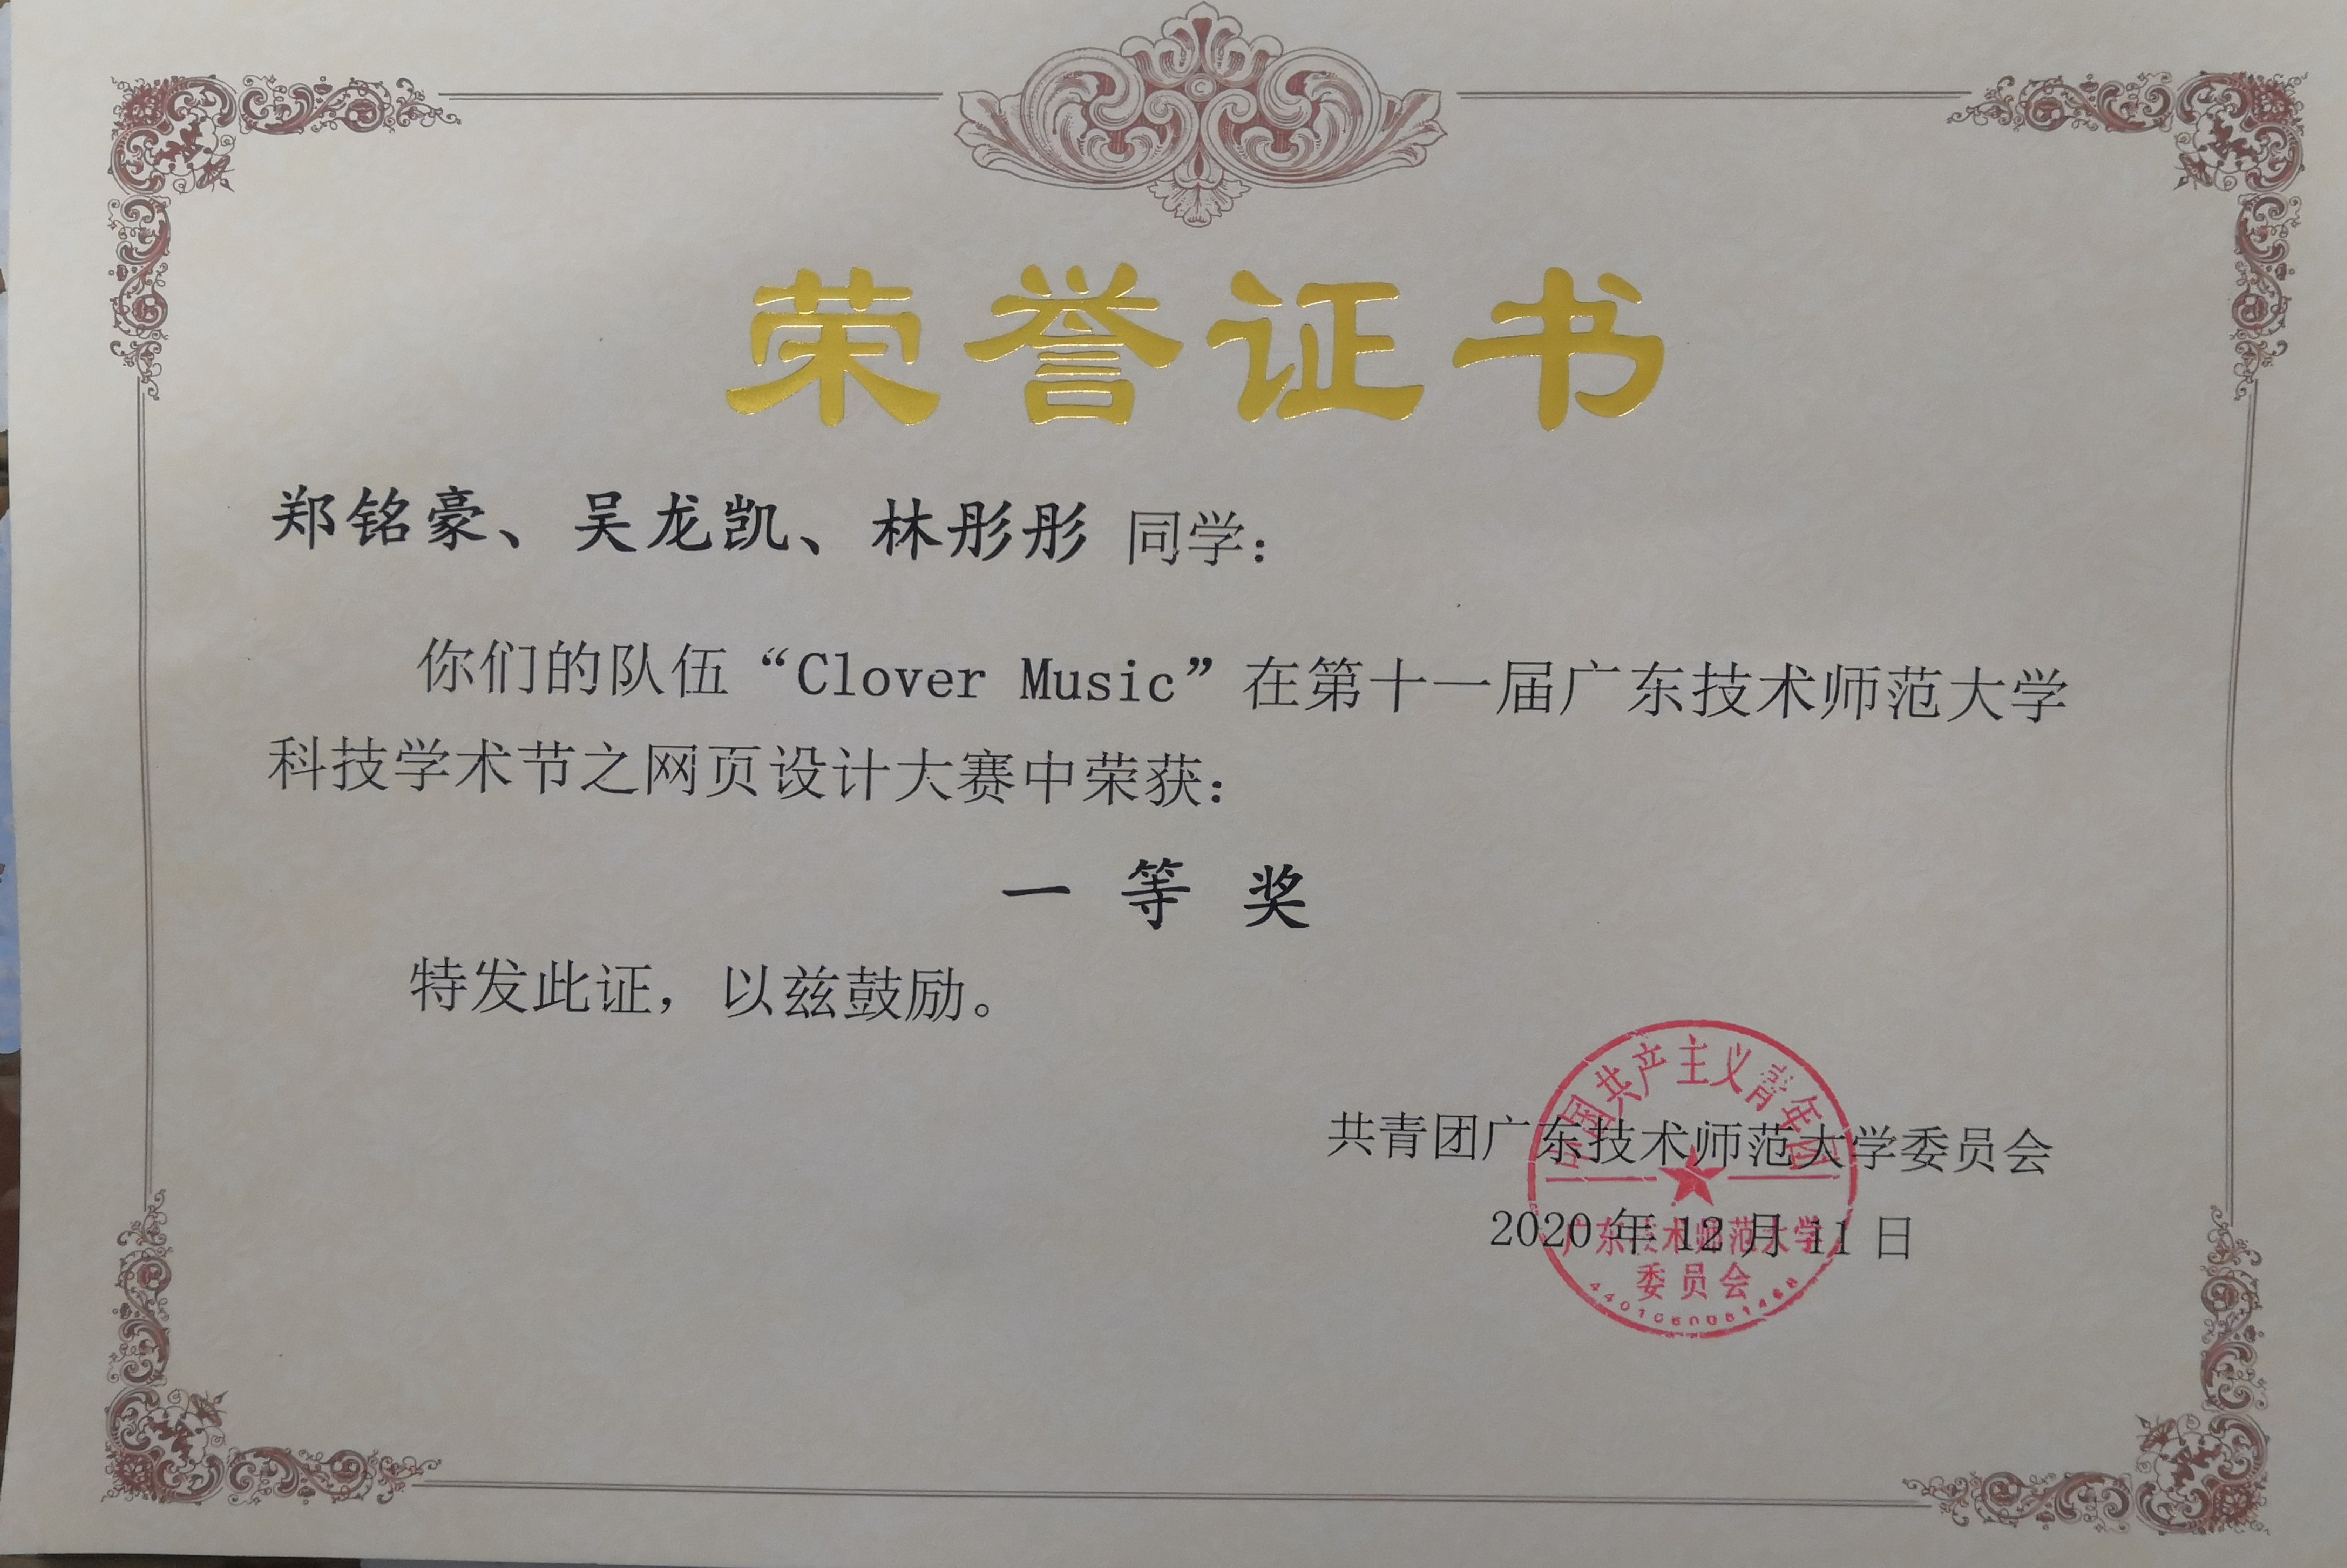 荣誉证书
郑铭豪、吴龙凯、林彤彤 同学：
你们的队伍“Clover Music”在第十一届广东技术师范大学
科技学术节之网页设计大赛中荣获：
一 等 奖
特发此证，以兹鼓励。
共青团广东技术师范大学委员会
2020 年 12 月 11 日
中国共产主义青年团
广东技术师范大学
委员会